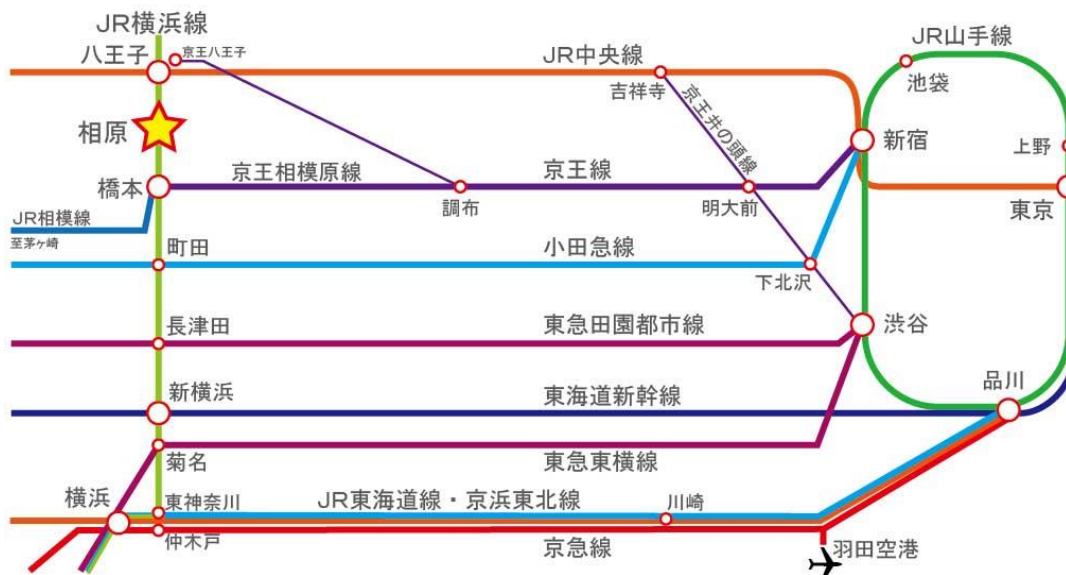 JR横浜線
八王子
京王八王子
JR中央線
JR山手線
池袋
吉祥寺
京王井の頭線
相原
新宿
上野
橋本
京王相模原線
京王線
調布
明大前
東京
JR相模線
至茅ヶ崎
町田
小田急線
下北沢
長津田
東急田園都市線
渋谷
新横浜
東海道新幹線
品川
菊名
東急東横線
横浜
東神奈川
JR東海道線・京浜東北線
川崎
仲木戸
京急線
羽田空港